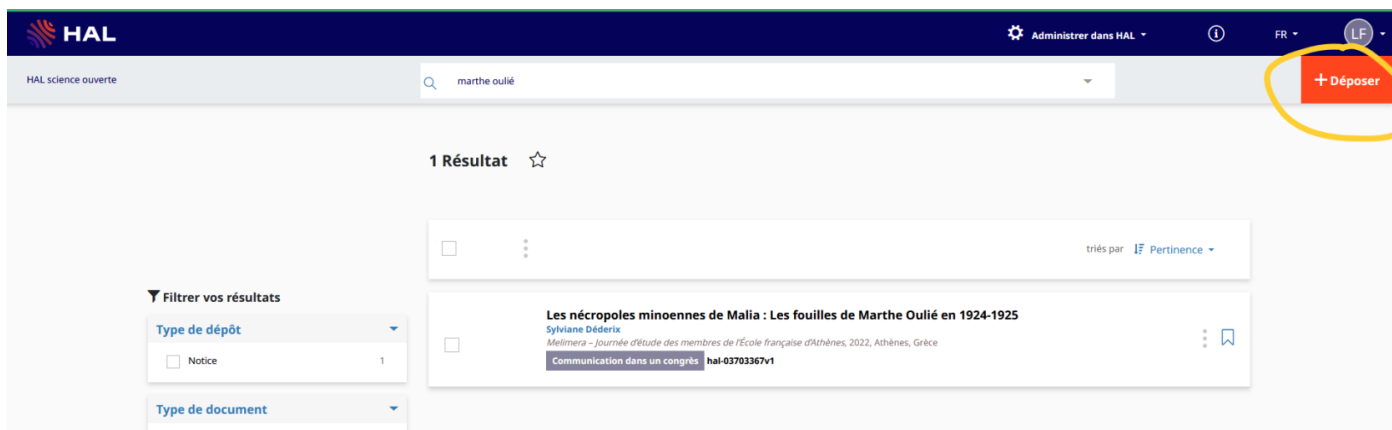 HAL
Administrer dans HAL
FR
LF
HAL science ouverte
marthe oulié
+ Déposer
1 Résultat
triés par Pertinence
Filtrer vos résultats
Type de dépôt
Notice 1
Type de document
Les nécropoles minoennes de Malia : Les fouilles de Marthe Oulié en 1924-1925
Sylviane Déderix
Melimera – Journée d'étude des membres de l'École française d'Athènes, 2022, Athènes, Grèce
Communication dans un congrès hal-03703367v1